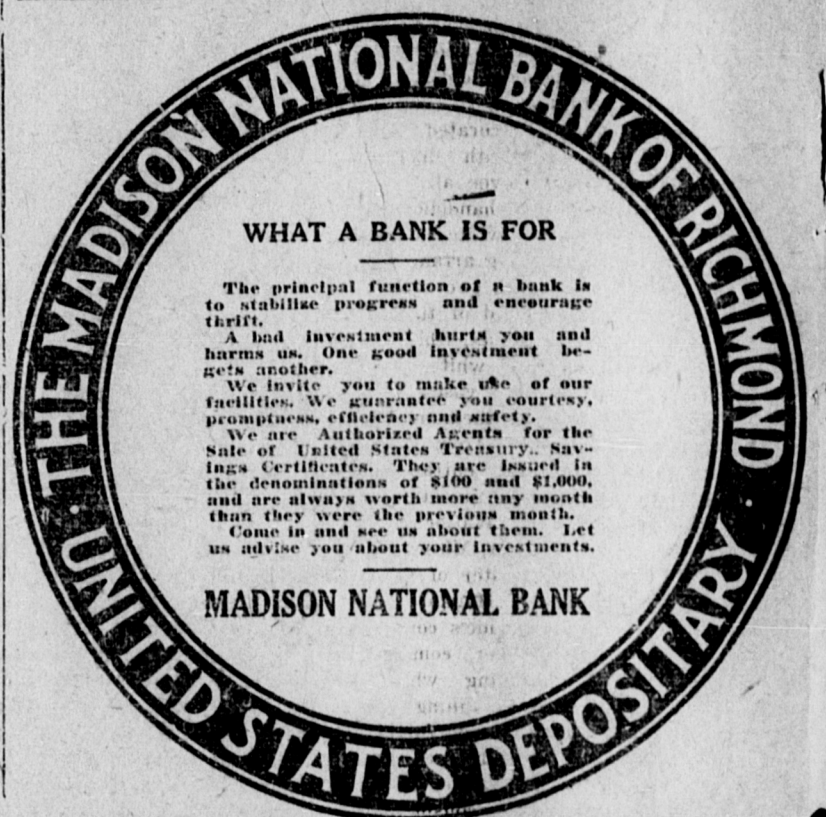 THE MADISON NATIONAL BANK OF RICHMOND
WHAT A BANK IS FOR
The principal function of a bank is
to stabilize progress and encourage
thrift.
A bad investment hurts you and
harms us. One good investment be-
gets another.
We invite you to make use of our
facilities. We guarantee you courtesy,
promptness, efficiency and safety.
We are Authorized Agents for the
Sale of United States Treasury.. Sav-
ings Certificates. They are issued in
the denominations of $100 and $1,000,
and are always worth more any month
than they were the previous month.
Come in and see us about them. Let
us advise you about your investments.
MADISON NATIONAL BANK
UNITED STATES DEPOSITARY